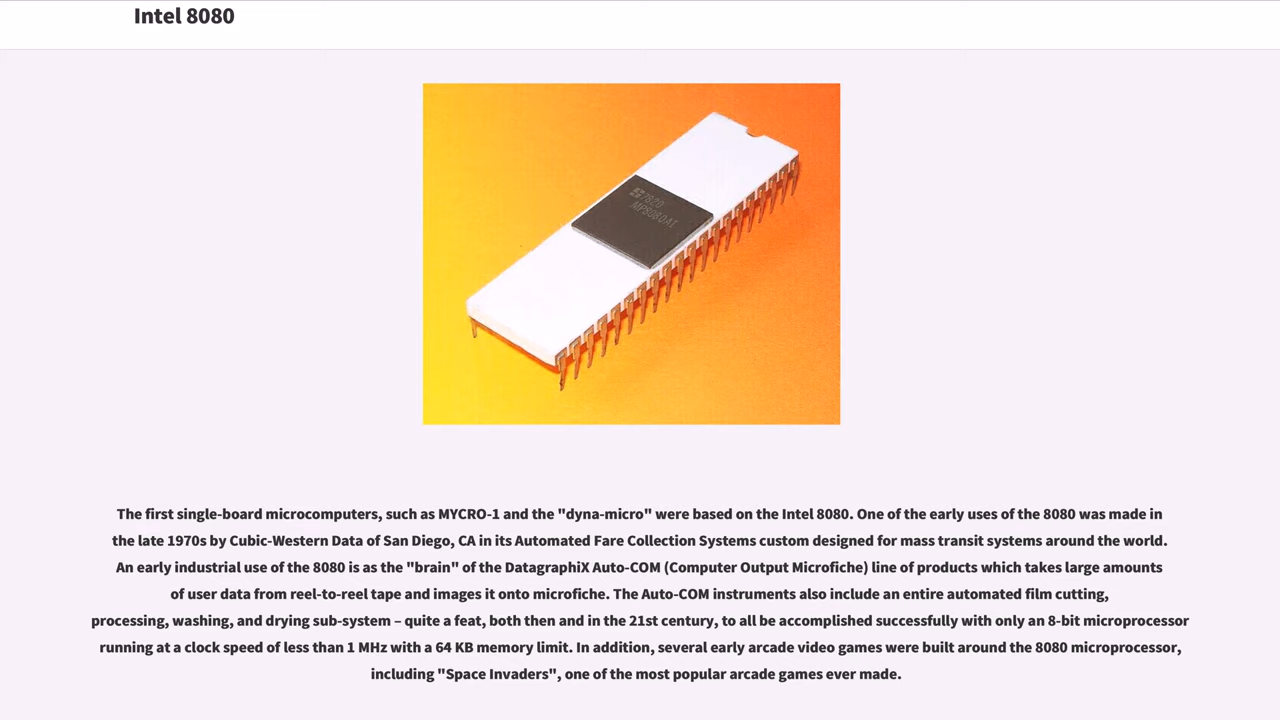 Intel 8080
7820
MPS080AI
The first single-board microcomputers, such as MYCRO-1 and the "dyna-micro" were based on the Intel 8080. One of the early uses of the 8080 was made in
the late 1970s by Cubic-Western Data of San Diego, CA in its Automated Fare Collection Systems custom designed for mass transit systems around the world.
An early industrial use of the 8080 is as the "brain" of the DatagraphiX Auto-COM (Computer Output Microfiche) line of products which takes large amounts
of user data from reel-to-reel tape and images it onto microfiche. The Auto-COM instruments also include an entire automated film cutting,
processing, washing, and drying sub-system – quite a feat, both then and in the 21st century, to all be accomplished successfully with only an 8-bit microprocessor
running at a clock speed of less than 1 MHz with a 64 KB memory limit. In addition, several early arcade video games were built around the 8080 microprocessor,
including "Space Invaders", one of the most popular arcade games ever made.